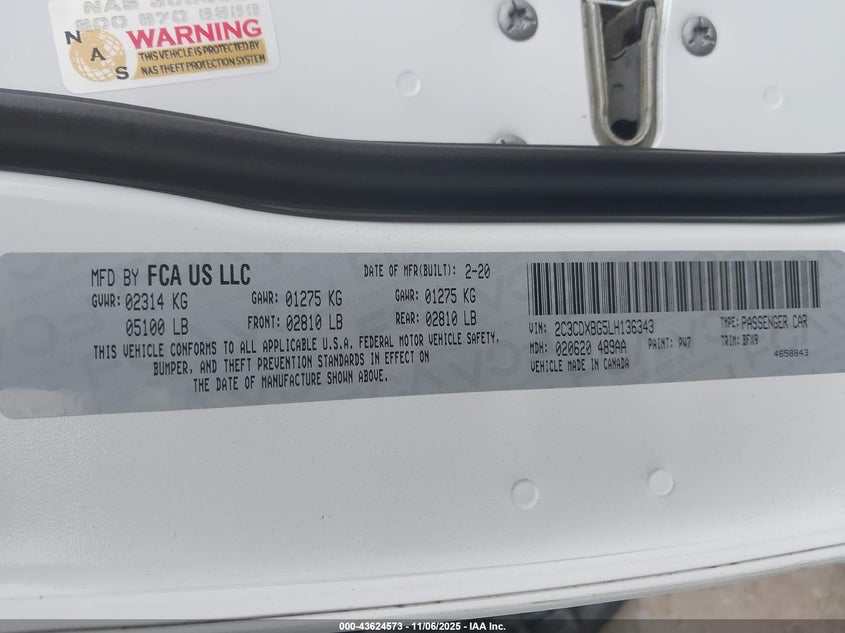 800 870
N A S
WARNING
THIS VEHICLE IS PROTECTED BY
NAS THEFT PROTECTION SYSTEM
MFD BY FCA US LLC
DATE OF MFR(BUILT): 2-20
GVWR: 02314 KG GAWR: 01275 KG GAWR: 01275 KG
05100 LB FRONT: 02810 LB REAR: 02810 LB
THIS VEHICLE CONFORMS TO ALL APPLICABLE U.S.A. FEDERAL MOTOR VEHICLE SAFETY,
BUMPER, AND THEFT PREVENTION STANDARDS IN EFFECT ON
THE DATE OF MANUFACTURE SHOWN ABOVE.
VIN: 2C3CDXBG5LH136343 TYPE: PASSENGER CAR
MDH: 020620 489AA PAINT: PW7 TRIM: BFX9
VEHICLE MADE IN CANADA
4658943
000-43624573 - 11/06/2025 - IAA Inc.